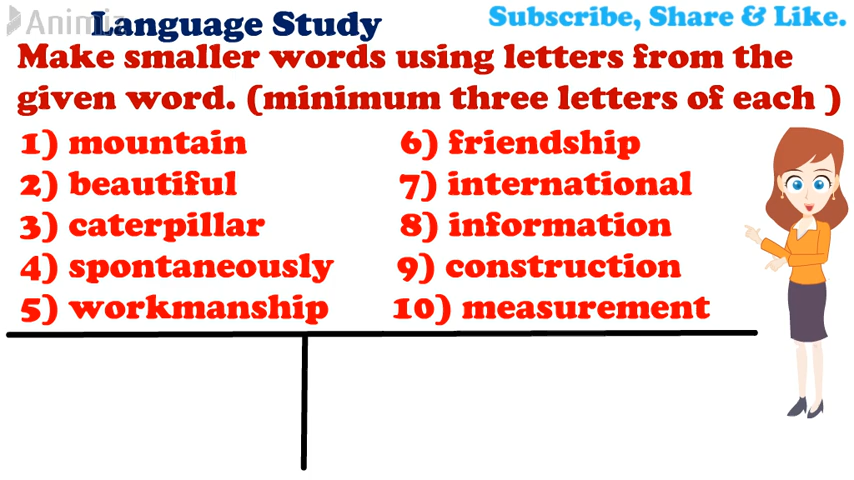 Animiz
Language Study
Subscribe, Share & Like.
Make smaller words using letters from the
given word. (minimum three letters of each )
1) mountain
2) beautiful
3) caterpillar
4) spontaneously
5) workmanship
6) friendship
7) international
8) information
9) construction
10) measurement